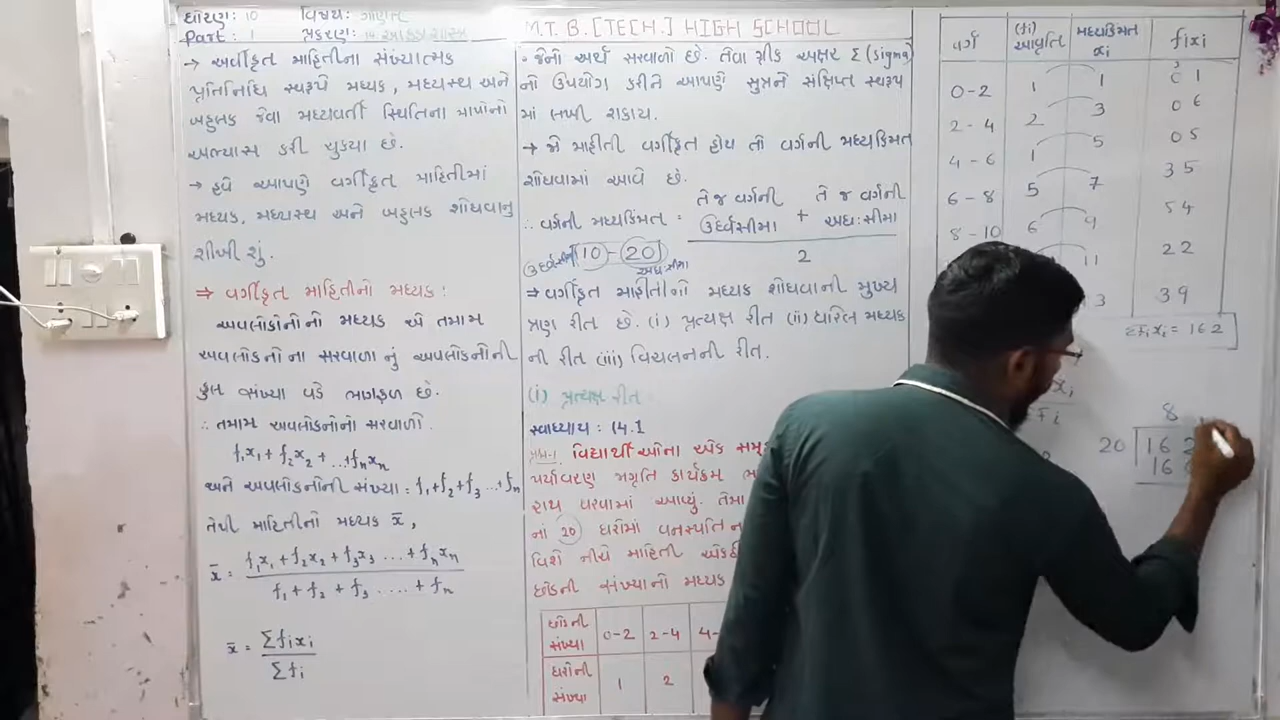 ધોરણ: 10 વિષય: ગણિત
Part: 1 પ્રકરણ: 14 આંકડાશાસ્ત્ર
M.T.B. [TECH.] HIGH SCHOOL
→ અવર્ગીકૃત માહિતીના સંખ્યાત્મક
પ્રતિનિધિ સ્વરૂપે મધ્યક, મધ્યસ્થ અને
બહુલક જેવા મધ્યવર્તી સ્થિતિના માપોનો
અભ્યાસ કરી ચુકયા છે.
→ હવે આપણે વર્ગીકૃત માહિતીમાં
મધ્યક, મધ્યસ્થ અને બહુલક શોધવાનુ
શીખી શું.
⇒ વર્ગીકૃત માહિતીનો મધ્યક:
અવલોકનોનો મધ્યક એ તમામ
અવલોકનો ના સરવાળા નું અવલોકનોની
કુલ સંખ્યા વડે ભાગફળ છે.
∴ તમામ અવલોકનોનો સરવાળો
f₁x₁ + f₂x₂ + ...+ fnxn
અને અવલોકનોની સંખ્યા: f₁+f₂+f₃ ...+fn
તેથી માહિતીનો મધ્યક x̄,
x̄ = f₁x₁ + f₂x₂ + f₃x₃ ... + fnxn
f₁ + f₂ + f₃ .... + fn
x̄ = Σfixi
Σfi
• જેનો અર્થ સરવાળો છે. તેવા ગ્રીક અક્ષર Σ (sigma)
નો ઉપયોગ કરીને આપણે સુત્રને સંક્ષિપ્ત સ્વરૂપ
માં લખી શકાય.
→ જો માહીતી વર્ગીકૃત હોય તો વર્ગની મધ્યકિંમત
શોધવામાં આવે છે.
∴ વર્ગની મધ્યકિંમત = તે જ વર્ગની ઉર્ધ્વસીમા + તે જ વર્ગની અધ:સીમા
2
ઉર્ધ્વસીમા 10 - 20 અધ:સીમા
⇒ વર્ગીકૃત માહીતીનો મધ્યક શોધવાની મુખ્ય
ત્રણ રીત છે. (i) પ્રત્યક્ષ રીત (ii) ધારેલ મધ્યક
ની રીત (iii) વિચલનની રીત.
(i) પ્રત્યક્ષ રીત
સ્વાધ્યાય : 14.1
પ્રશ્ન-1 વિદ્યાર્થી ઓના એક
પર્યાવરણ જાગૃતિ કાર્યક્રમ
હાથ ધરવામાં આવ્યું. તેમા
નાં 20 ઘરોમાં વનસ્પતિ
વિશે નીચે માહિતી
છોડની સંખ્યાનો મધ્યક
છોડની સંખ્યા 0-2 2-4 4-
ઘરોની સંખ્યા 1 2
વર્ગ (fi) આવૃતિ મધ્યકિંમત xi fixi
0-2 1 1 01
2-4 2 3 06
4-6 1 5 05
6-8 5 7 35
8-10 6 9 54
11 22
3 39
Σfixi = 162
xi
fi
8
20 162
16